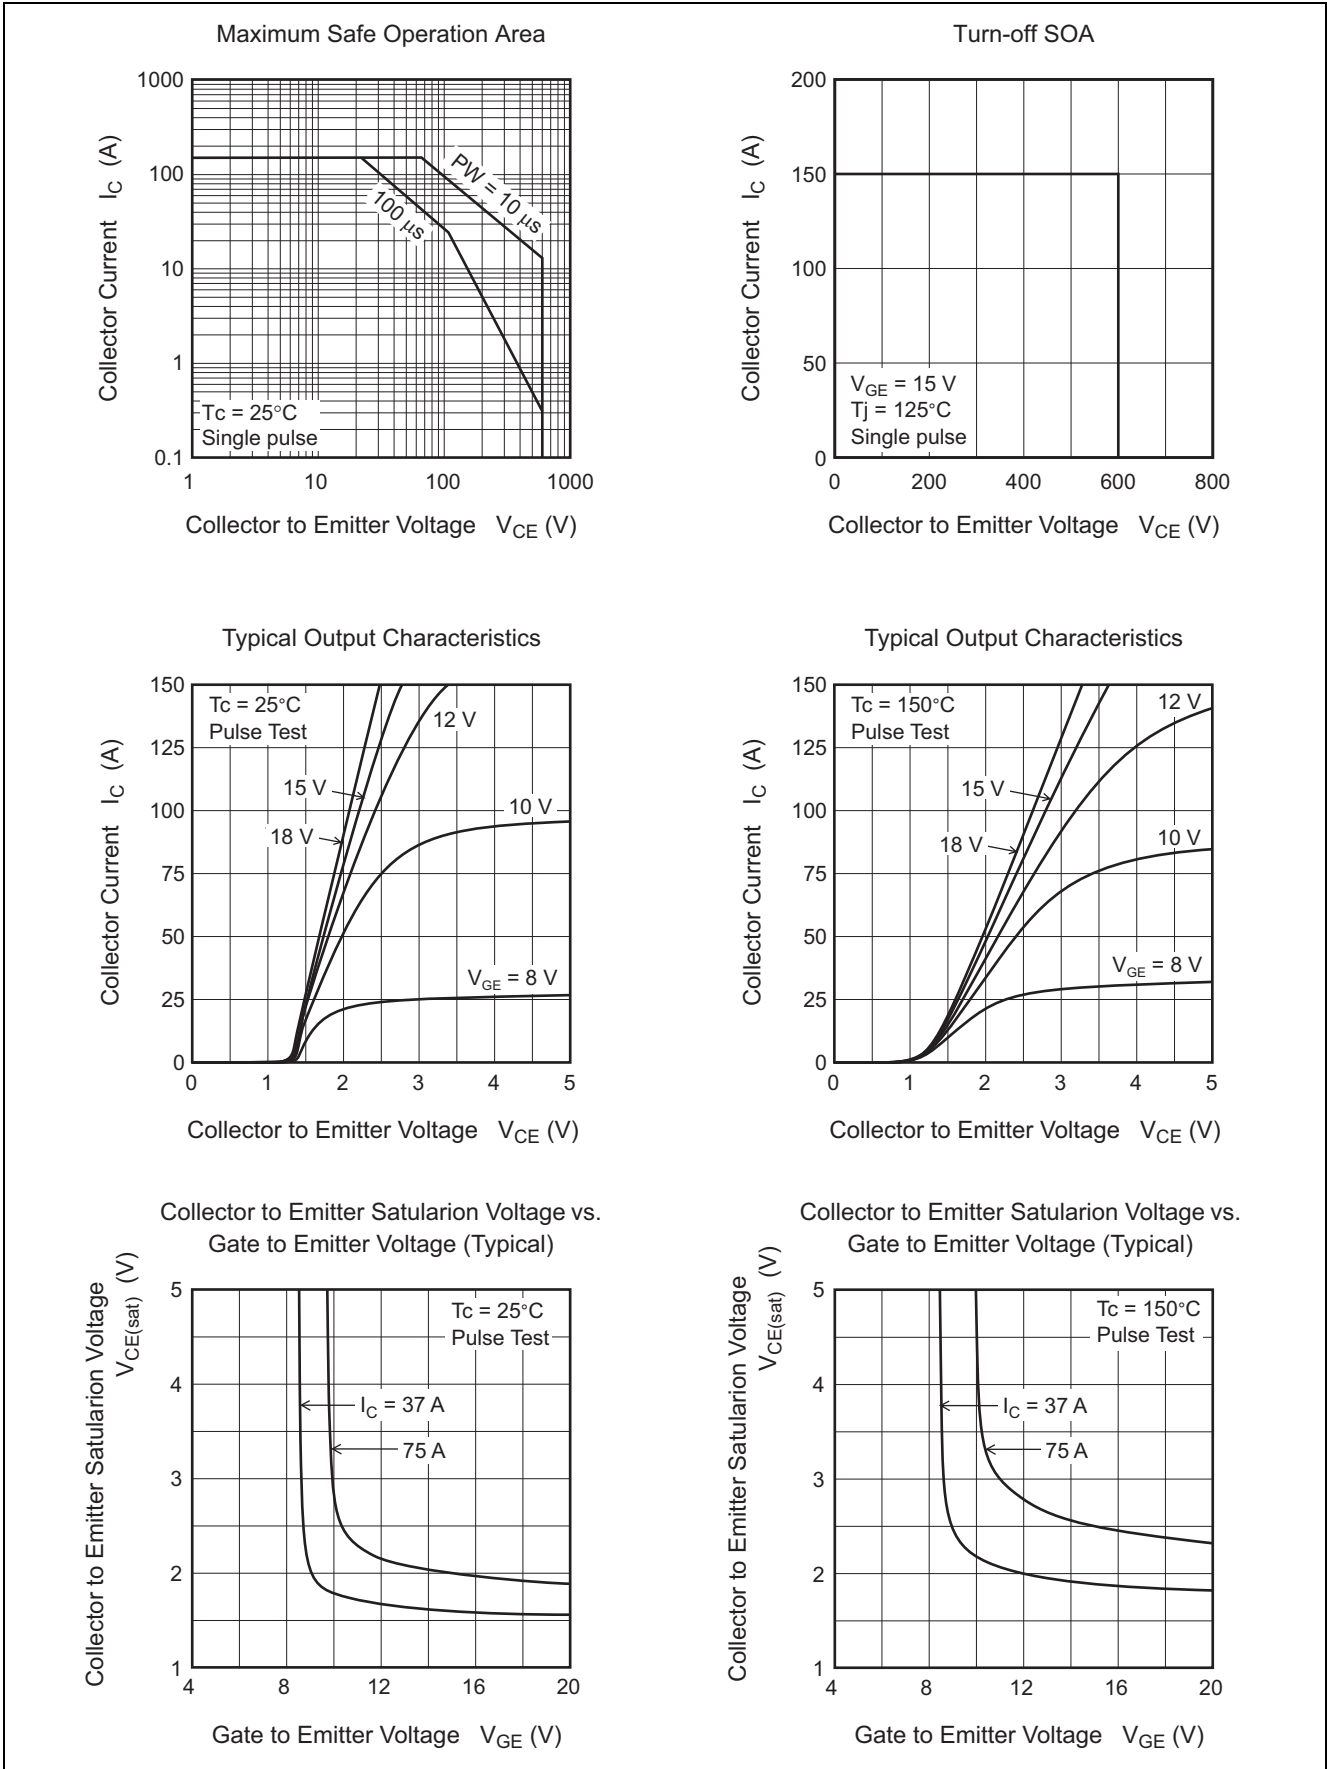 Maximum Safe Operation Area
Collector Current I_C (A)
1000
100
10
1
0.1
PW = 10 μs
100 μs
Tc = 25°C
Single pulse
1 10 100 1000
Collector to Emitter Voltage V_CE (V)
Turn-off SOA
Collector Current I_C (A)
200
150
100
50
0
V_GE = 15 V
Tj = 125°C
Single pulse
0 200 400 600 800
Collector to Emitter Voltage V_CE (V)
Typical Output Characteristics
Collector Current I_C (A)
150
125
100
75
50
25
0
Tc = 25°C
Pulse Test
12 V
15 V
10 V
18 V
V_GE = 8 V
0 1 2 3 4 5
Collector to Emitter Voltage V_CE (V)
Typical Output Characteristics
Collector Current I_C (A)
150
125
100
75
50
25
0
Tc = 150°C
Pulse Test
12 V
15 V
10 V
18 V
V_GE = 8 V
0 1 2 3 4 5
Collector to Emitter Voltage V_CE (V)
Collector to Emitter Satularion Voltage vs.
Gate to Emitter Voltage (Typical)
Collector to Emitter Satularion Voltage
V_CE(sat) (V)
5
4
3
2
1
Tc = 25°C
Pulse Test
I_C = 37 A
75 A
4 8 12 16 20
Gate to Emitter Voltage V_GE (V)
Collector to Emitter Satularion Voltage vs.
Gate to Emitter Voltage (Typical)
Collector to Emitter Satularion Voltage
V_CE(sat) (V)
5
4
3
2
1
Tc = 150°C
Pulse Test
I_C = 37 A
75 A
4 8 12 16 20
Gate to Emitter Voltage V_GE (V)